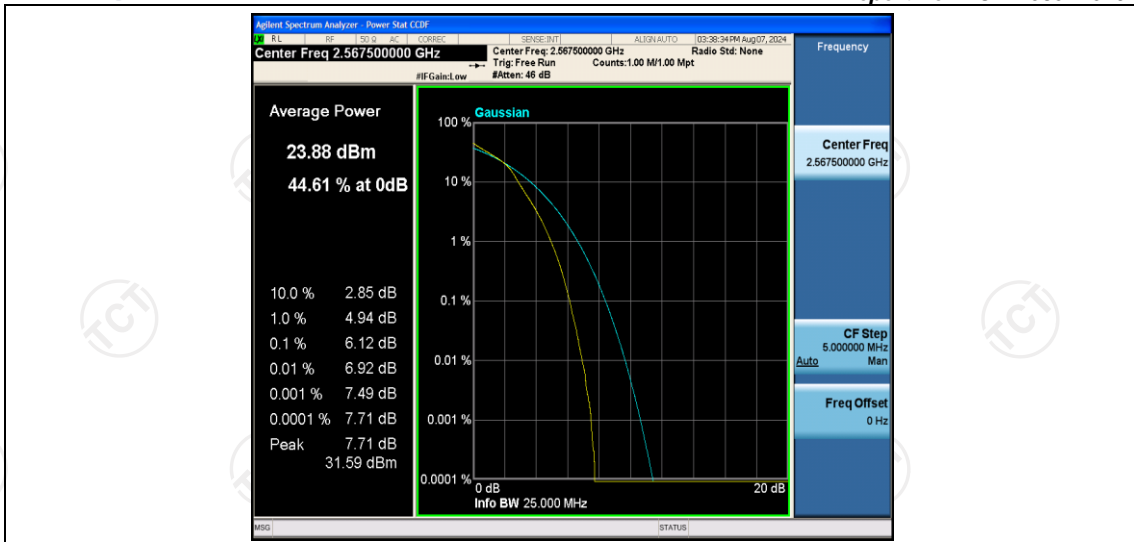 Agilent Spectrum Analyzer - Power Stat CCDF
RL RF 50 Ω AC CORREC SENSE:INT ALIGN AUTO 03:38:34 PM Aug 07, 2024
Center Freq 2.567500000 GHz
Center Freq: 2.567500000 GHz Radio Std: None
Trig: Free Run Counts:1.00 M/1.00 Mpt
#IFGain:Low #Atten: 46 dB
Frequency
Average Power
23.88 dBm
44.61 % at 0dB
10.0 % 2.85 dB
1.0 % 4.94 dB
0.1 % 6.12 dB
0.01 % 6.92 dB
0.001 % 7.49 dB
0.0001 % 7.71 dB
Peak 7.71 dB
31.59 dBm
Gaussian
100 %
10 %
1 %
0.1 %
0.01 %
0.001 %
0.0001 %
0 dB 20 dB
Info BW 25.000 MHz
Center Freq
2.567500000 GHz
CF Step
5.000000 MHz
Auto Man
Freq Offset
0 Hz
MSG STATUS
TCT
TCT